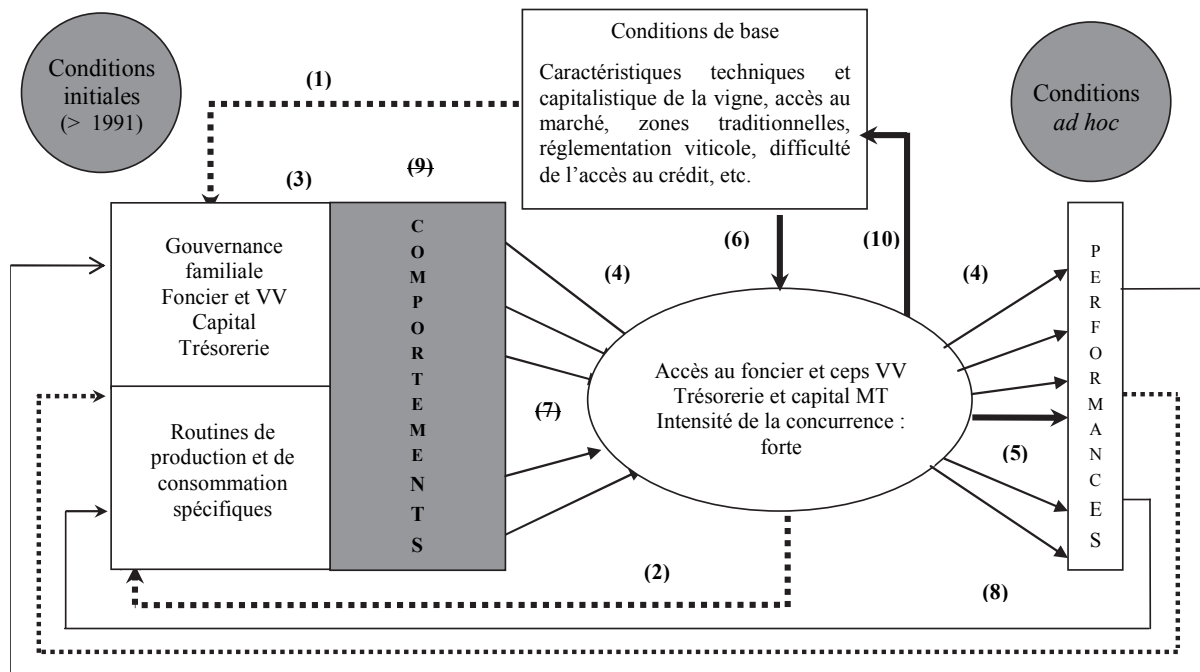 Conditions
initiales
(> 1991)
(1)
Conditions de base
Caractéristiques techniques et
capitalistique de la vigne, accès au
marché, zones traditionnelles,
réglementation viticole, difficulté
de l'accès au crédit, etc.
Conditions
ad hoc
(3)
(9)
(6)
(10)
(4)
(4)
Gouvernance
familiale
Foncier et VV
Capital
Trésorerie
Routines de
production et de
consommation
spécifiques
COMPORTEMENTS
(7)
Accès au foncier et ceps VV
Trésorerie et capital MT
Intensité de la concurrence :
forte
(5)
PERFORMANCES
(2)
(8)